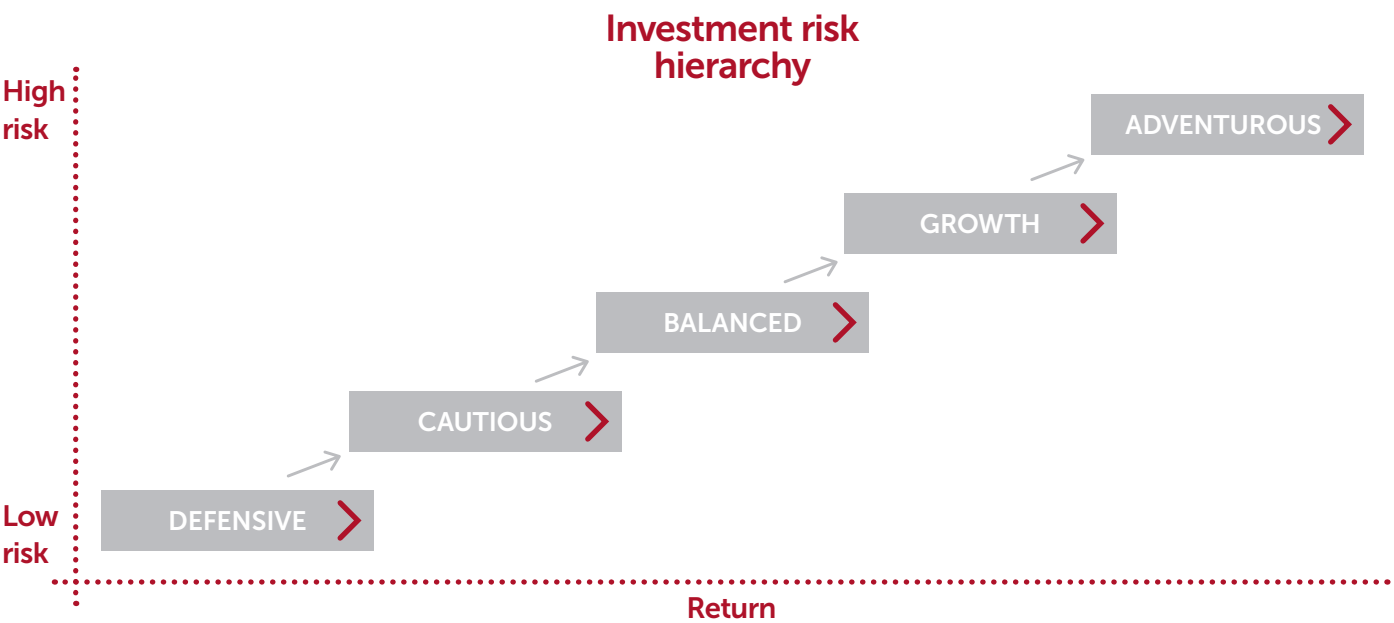 Investment risk
hierarchy
High
risk
ADVENTUROUS
GROWTH
BALANCED
CAUTIOUS
DEFENSIVE
Low
risk
Return